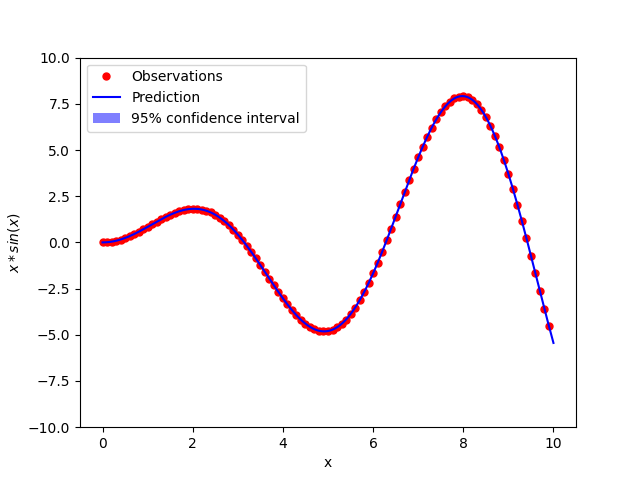 10.0
7.5
5.0
2.5
0.0
−2.5
−5.0
−7.5
−10.0
x * sin(x)
Observations
Prediction
95% confidence interval
0 2 4 6 8 10
x